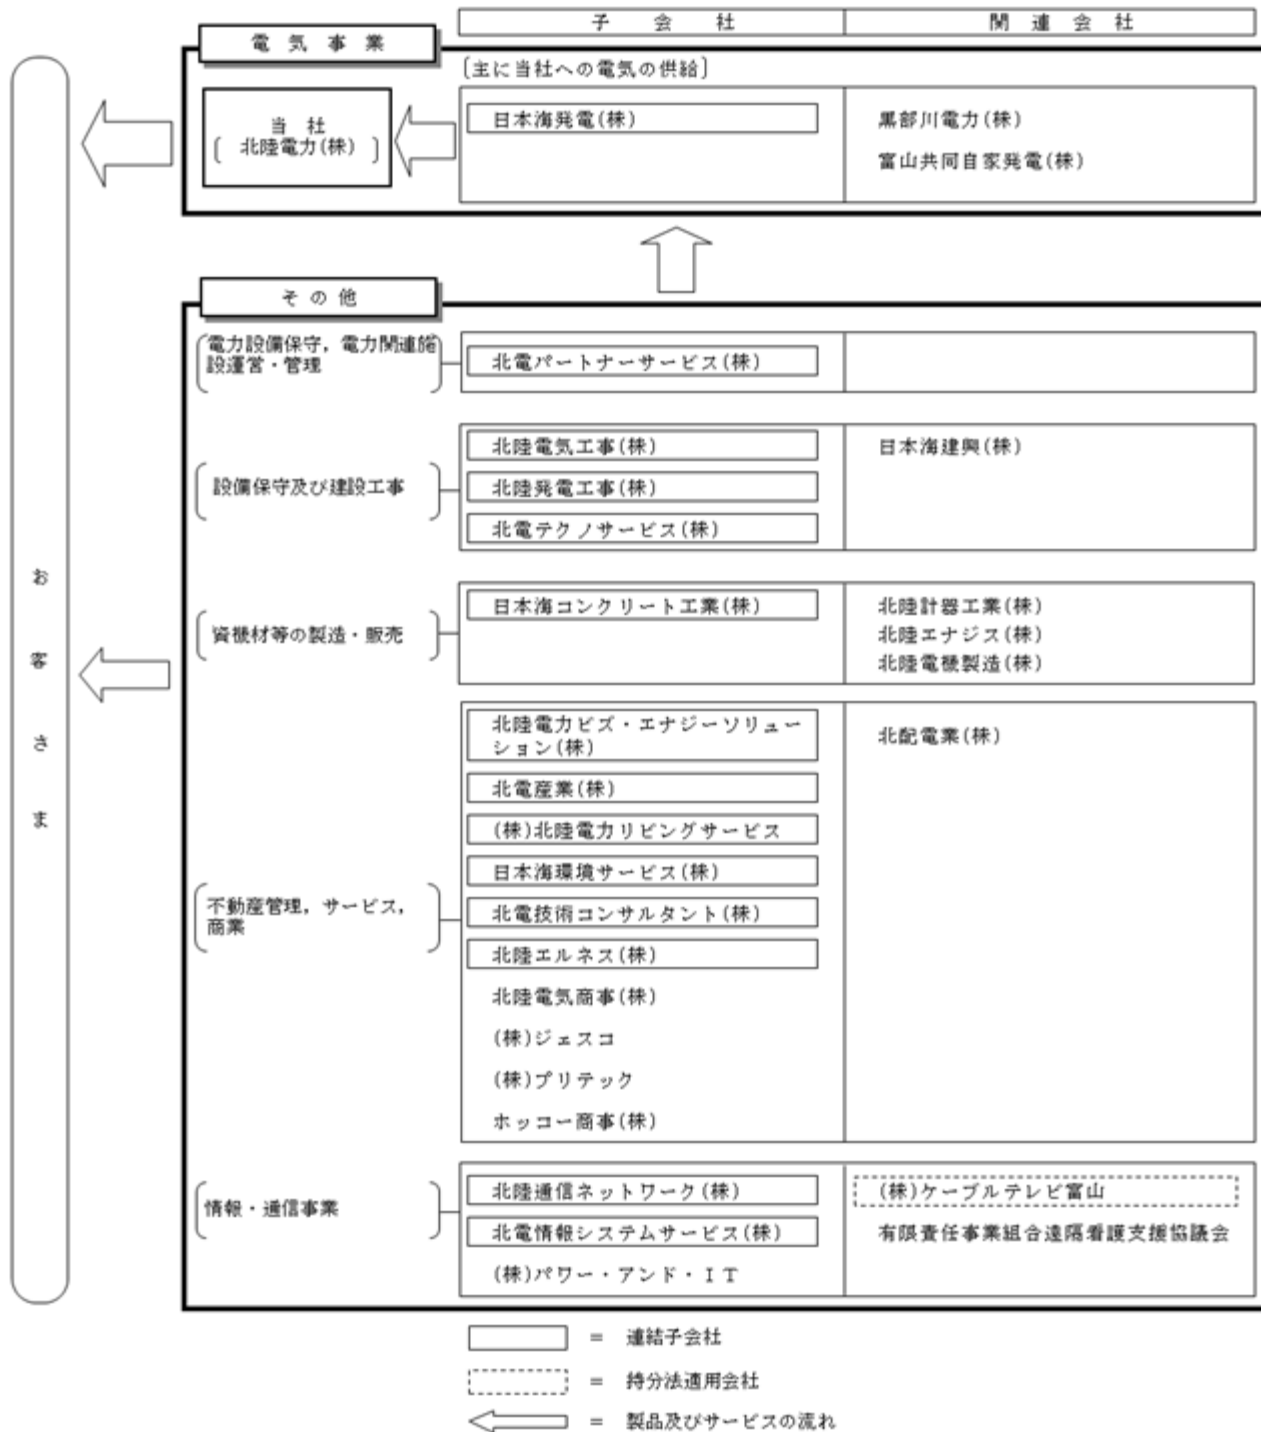 子 会 社
関 連 会 社
電 気 事 業
〔主に当社への電気の供給〕
当 社
北陸電力(株)
日本海発電(株)
黒部川電力(株)
富山共同自家発電(株)
その他
電力設備保守，電力関連施
設運営・管理
北電パートナーサービス(株)
設備保守及び建設工事
北陸電気工事(株)
北陸発電工事(株)
北電テクノサービス(株)
日本海建興(株)
資機材等の製造・販売
日本海コンクリート工業(株)
北陸計器工業(株)
北陸エナジス(株)
北陸電機製造(株)
不動産管理，サービス，
商業
北陸電力ビズ・エナジーソリュー
ション(株)
北電産業(株)
(株)北陸電力リビングサービス
日本海環境サービス(株)
北電技術コンサルタント(株)
北陸エルネス(株)
北陸電気商事(株)
(株)ジェスコ
(株)プリテック
ホッコー商事(株)
北配電業(株)
情報・通信事業
北陸通信ネットワーク(株)
北電情報システムサービス(株)
(株)パワー・アンド・ＩＴ
(株)ケーブルテレビ富山
有限責任事業組合遠隔看護支援協議会
お客さま
＝ 連結子会社
＝ 持分法適用会社
＝ 製品及びサービスの流れ